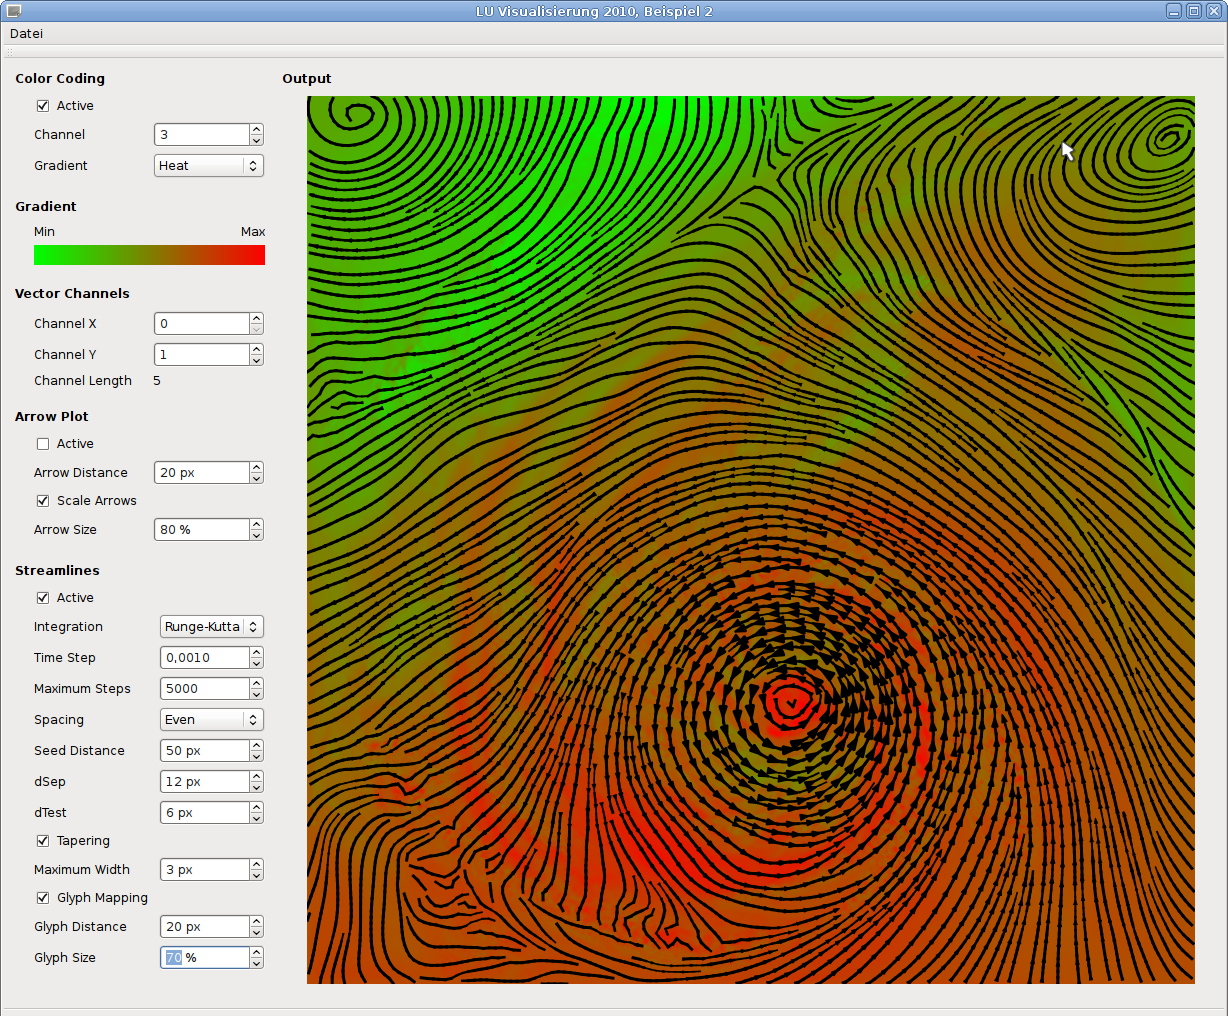 LU Visualisierung 2010, Beispiel 2
Datei
Color Coding
Active
Channel 3
Gradient Heat
Gradient
Min Max
Vector Channels
Channel X 0
Channel Y 1
Channel Length 5
Arrow Plot
Active
Arrow Distance 20 px
Scale Arrows
Arrow Size 80 %
Streamlines
Active
Integration Runge-Kutta
Time Step 0,0010
Maximum Steps 5000
Spacing Even
Seed Distance 50 px
dSep 12 px
dTest 6 px
Tapering
Maximum Width 3 px
Glyph Mapping
Glyph Distance 20 px
Glyph Size 70 %
Output